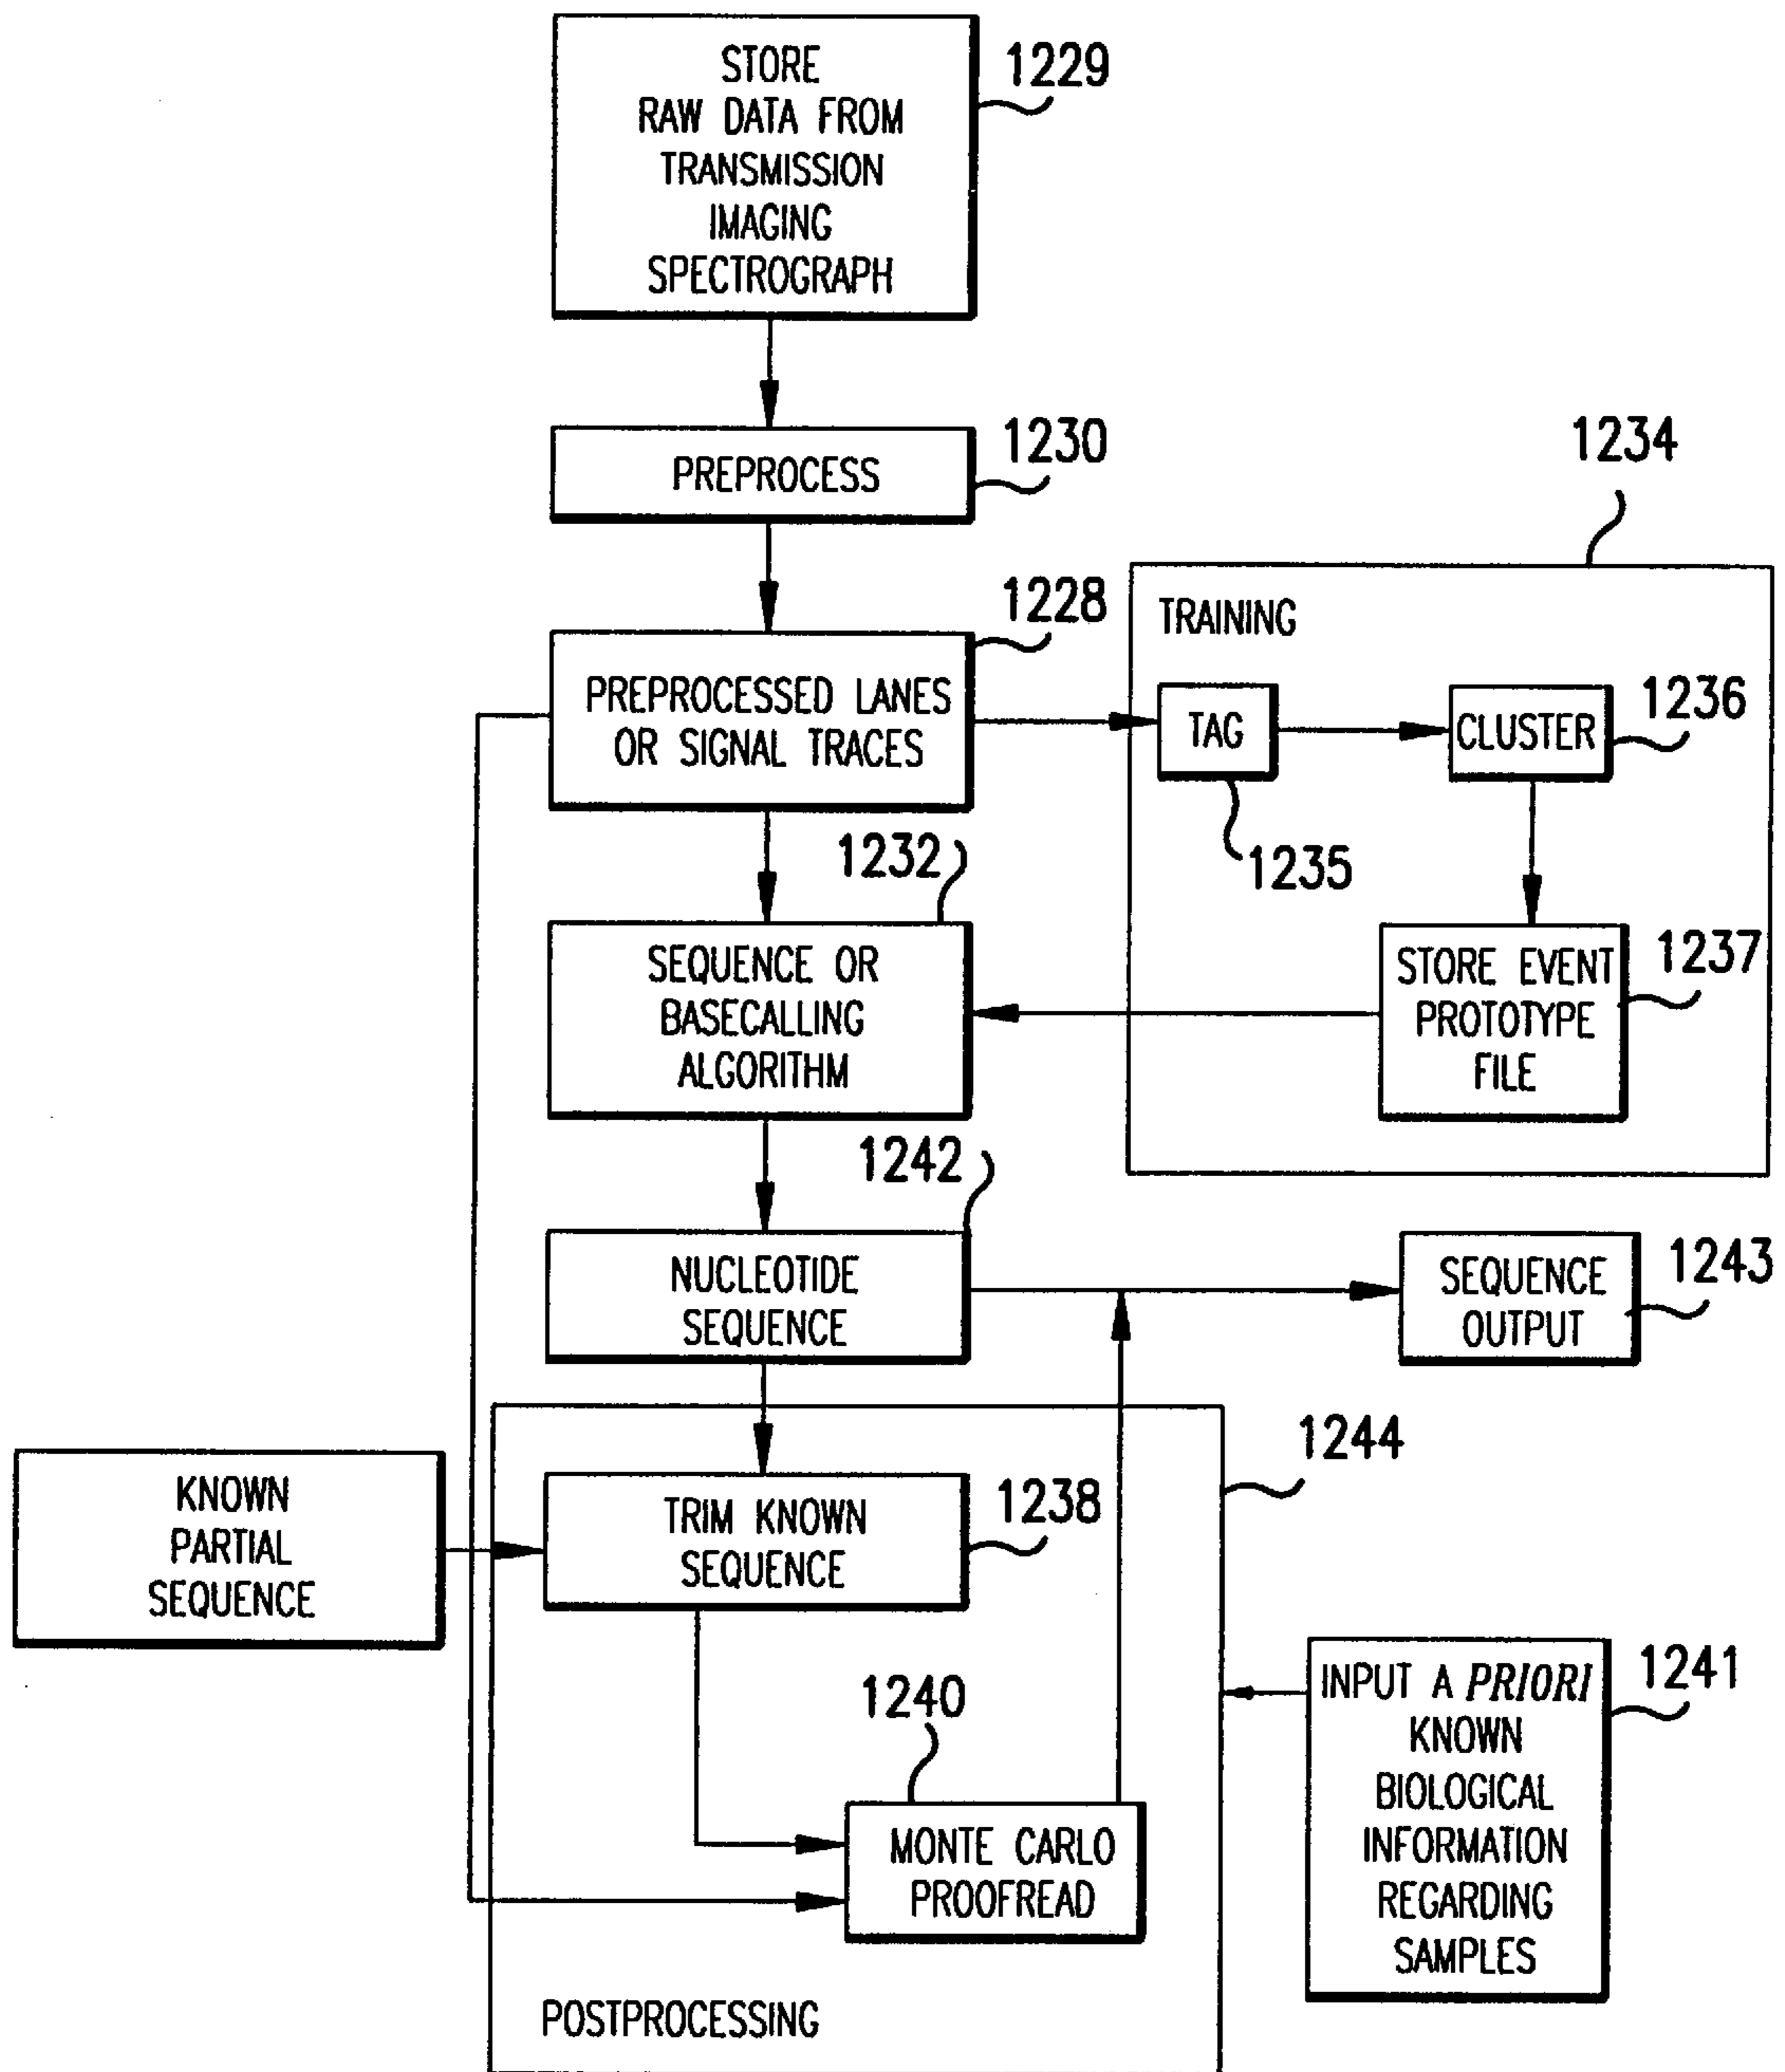 STORE
RAW DATA FROM
TRANSMISSION
IMAGING
SPECTROGRAPH
1229
PREPROCESS
1230
PREPROCESSED LANES
OR SIGNAL TRACES
1228
1234
TRAINING
TAG
1235
CLUSTER
1236
STORE EVENT
PROTOTYPE
FILE
1237
1232
SEQUENCE OR
BASECALLING
ALGORITHM
1242
NUCLEOTIDE
SEQUENCE
SEQUENCE
OUTPUT
1243
KNOWN
PARTIAL
SEQUENCE
TRIM KNOWN
SEQUENCE
1238
1244
1240
MONTE CARLO
PROOFREAD
POSTPROCESSING
INPUT A PRIORI
KNOWN
BIOLOGICAL
INFORMATION
REGARDING
SAMPLES
1241